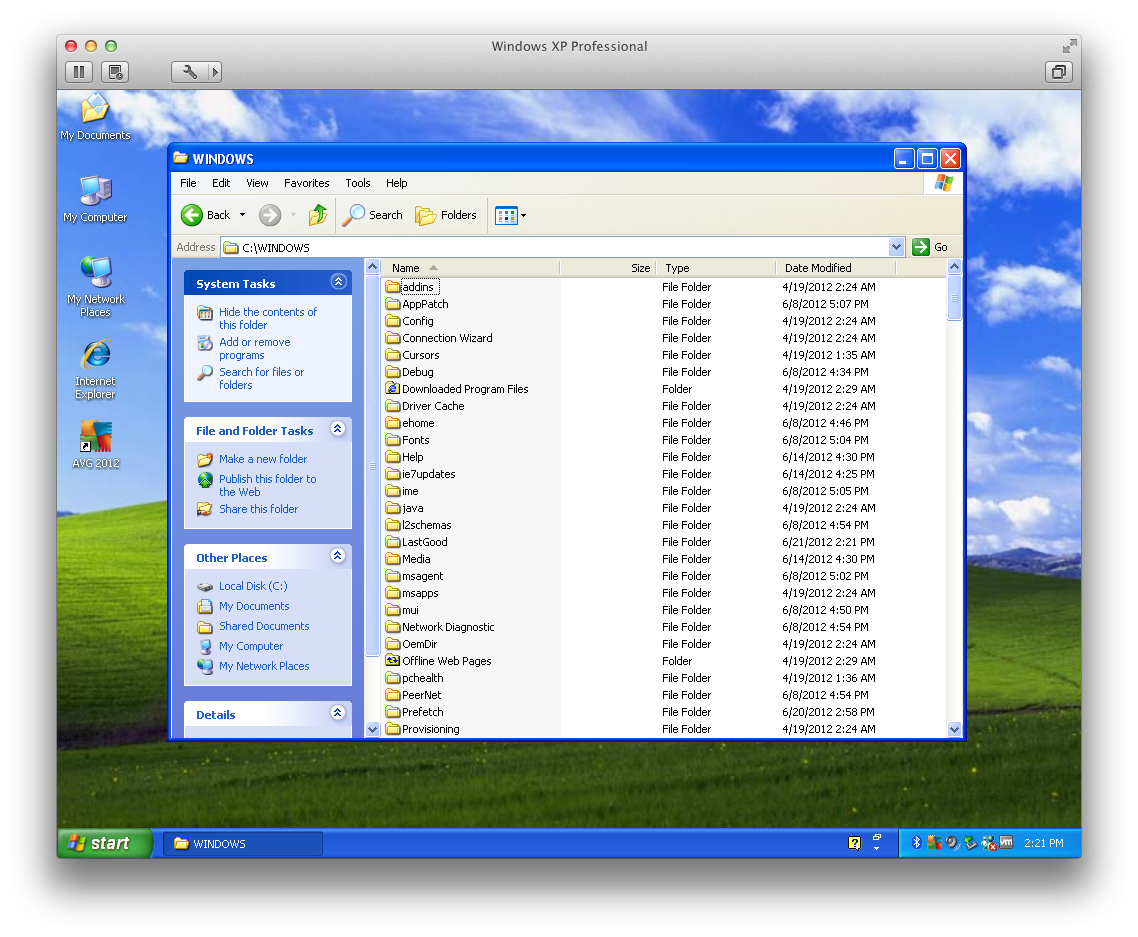 Windows XP Professional
My Documents
My Computer
My Network
Places
Internet
Explorer
AVG 2012
WINDOWS
File Edit View Favorites Tools Help
Back Search Folders
Address C:\WINDOWS Go
System Tasks
Hide the contents of
this folder
Add or remove
programs
Search for files or
folders
File and Folder Tasks
Make a new folder
Publish this folder to
the Web
Share this folder
Other Places
Local Disk (C:)
My Documents
Shared Documents
My Computer
My Network Places
Details
Name Size Type Date Modified
addins File Folder 4/19/2012 2:24 AM
AppPatch File Folder 6/8/2012 5:07 PM
Config File Folder 4/19/2012 2:24 AM
Connection Wizard File Folder 4/19/2012 2:24 AM
Cursors File Folder 4/19/2012 1:35 AM
Debug File Folder 6/8/2012 4:34 PM
Downloaded Program Files Folder 4/19/2012 2:29 AM
Driver Cache File Folder 4/19/2012 2:24 AM
ehome File Folder 6/8/2012 4:46 PM
Fonts File Folder 6/8/2012 5:04 PM
Help File Folder 6/14/2012 4:30 PM
ie7updates File Folder 6/14/2012 4:25 PM
ime File Folder 6/8/2012 5:05 PM
java File Folder 4/19/2012 2:24 AM
l2schemas File Folder 6/8/2012 4:54 PM
LastGood File Folder 6/21/2012 2:21 PM
Media File Folder 6/14/2012 4:30 PM
msagent File Folder 6/8/2012 5:02 PM
msapps File Folder 4/19/2012 2:24 AM
mui File Folder 6/8/2012 4:50 PM
Network Diagnostic File Folder 6/8/2012 4:54 PM
OemDir File Folder 4/19/2012 2:24 AM
Offline Web Pages Folder 4/19/2012 2:29 AM
pchealth File Folder 4/19/2012 1:36 AM
PeerNet File Folder 6/8/2012 4:54 PM
Prefetch File Folder 6/20/2012 2:58 PM
Provisioning File Folder 4/19/2012 2:24 AM
start WINDOWS ? vm 2:21 PM